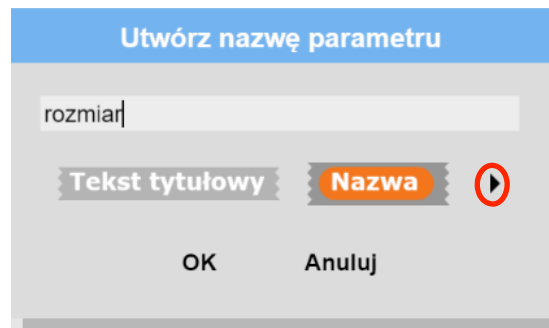 Utwórz nazwę parametru
rozmiar
Tekst tytułowy Nazwa
OK Anuluj